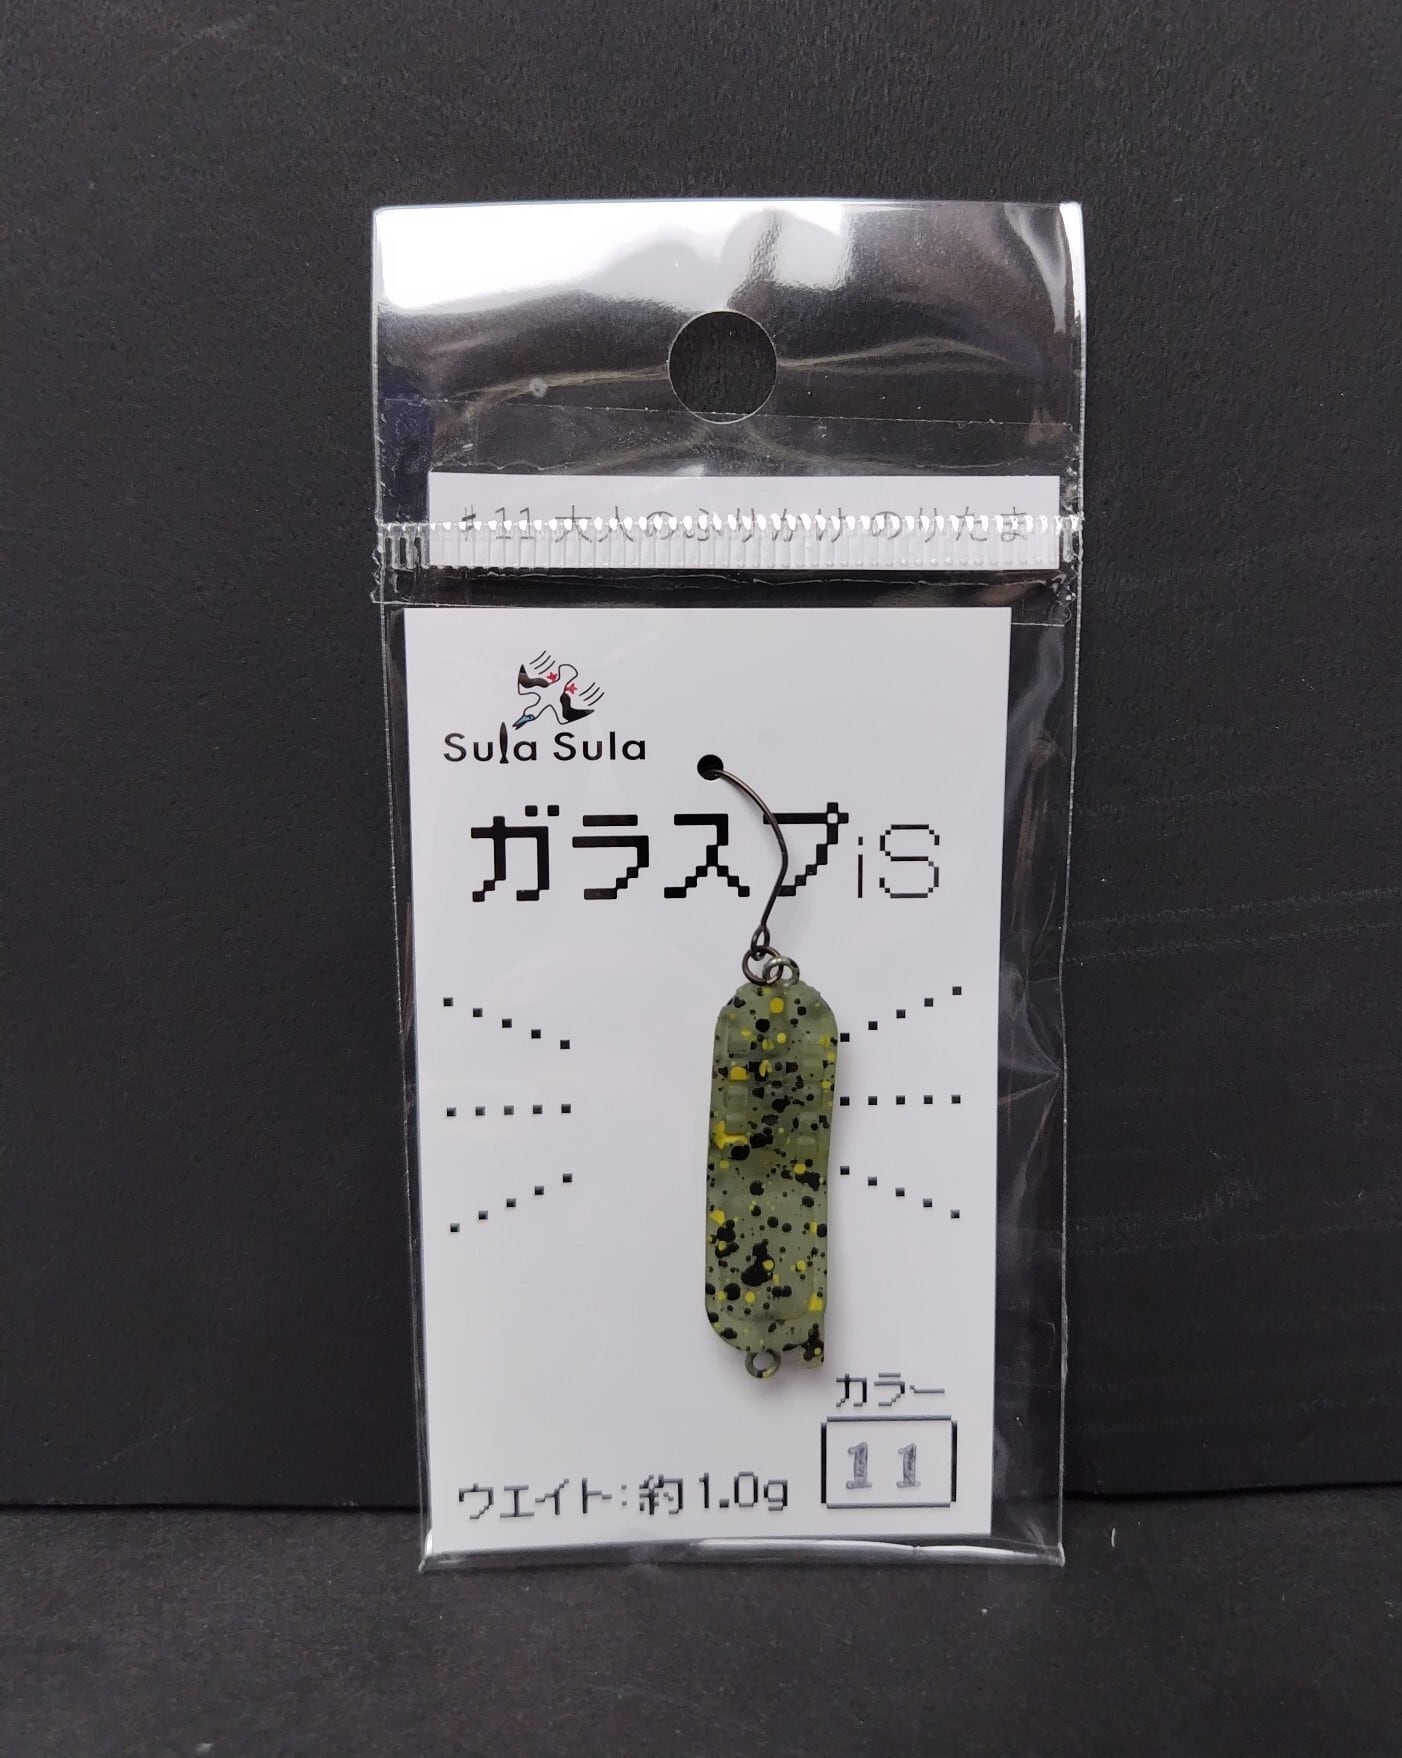 #11 大人のふりかけ のりたま
Sula Sula
ガラスプiS
カラー
11
ウエイト:約1.0g